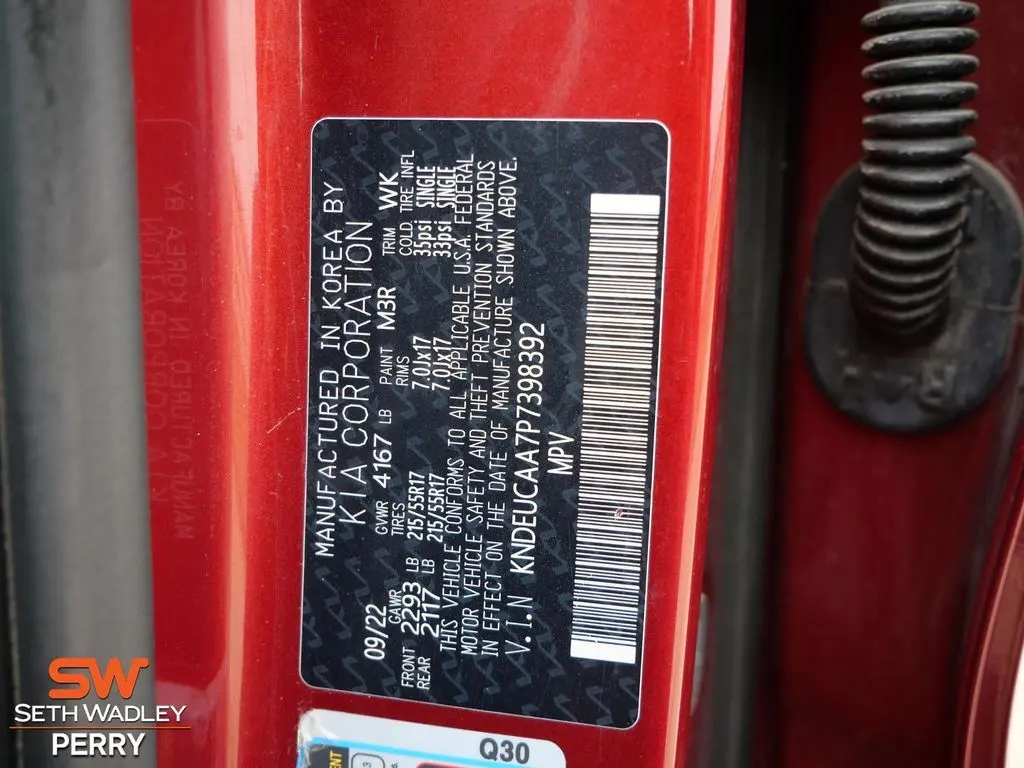 MANUFACTURED IN KOREA BY
KIA CORPORATION
09/22 GVWR 4167 LB PAINT M3R TRIM WK
GAWR TIRES RIMS COLD TIRE INFL
FRONT 2293 LB 215/55R17 7.0Jx17 35psi SINGLE
REAR 2117 LB 215/55R17 7.0Jx17 33psi SINGLE
THIS VEHICLE CONFORMS TO ALL APPLICABLE U.S.A. FEDERAL
MOTOR VEHICLE SAFETY AND THEFT PREVENTION STANDARDS
IN EFFECT ON THE DATE OF MANUFACTURE SHOWN ABOVE.
V.I.N KNDEUCAA7P7398392
MPV
Q30
SW
SETH WADLEY
PERRY